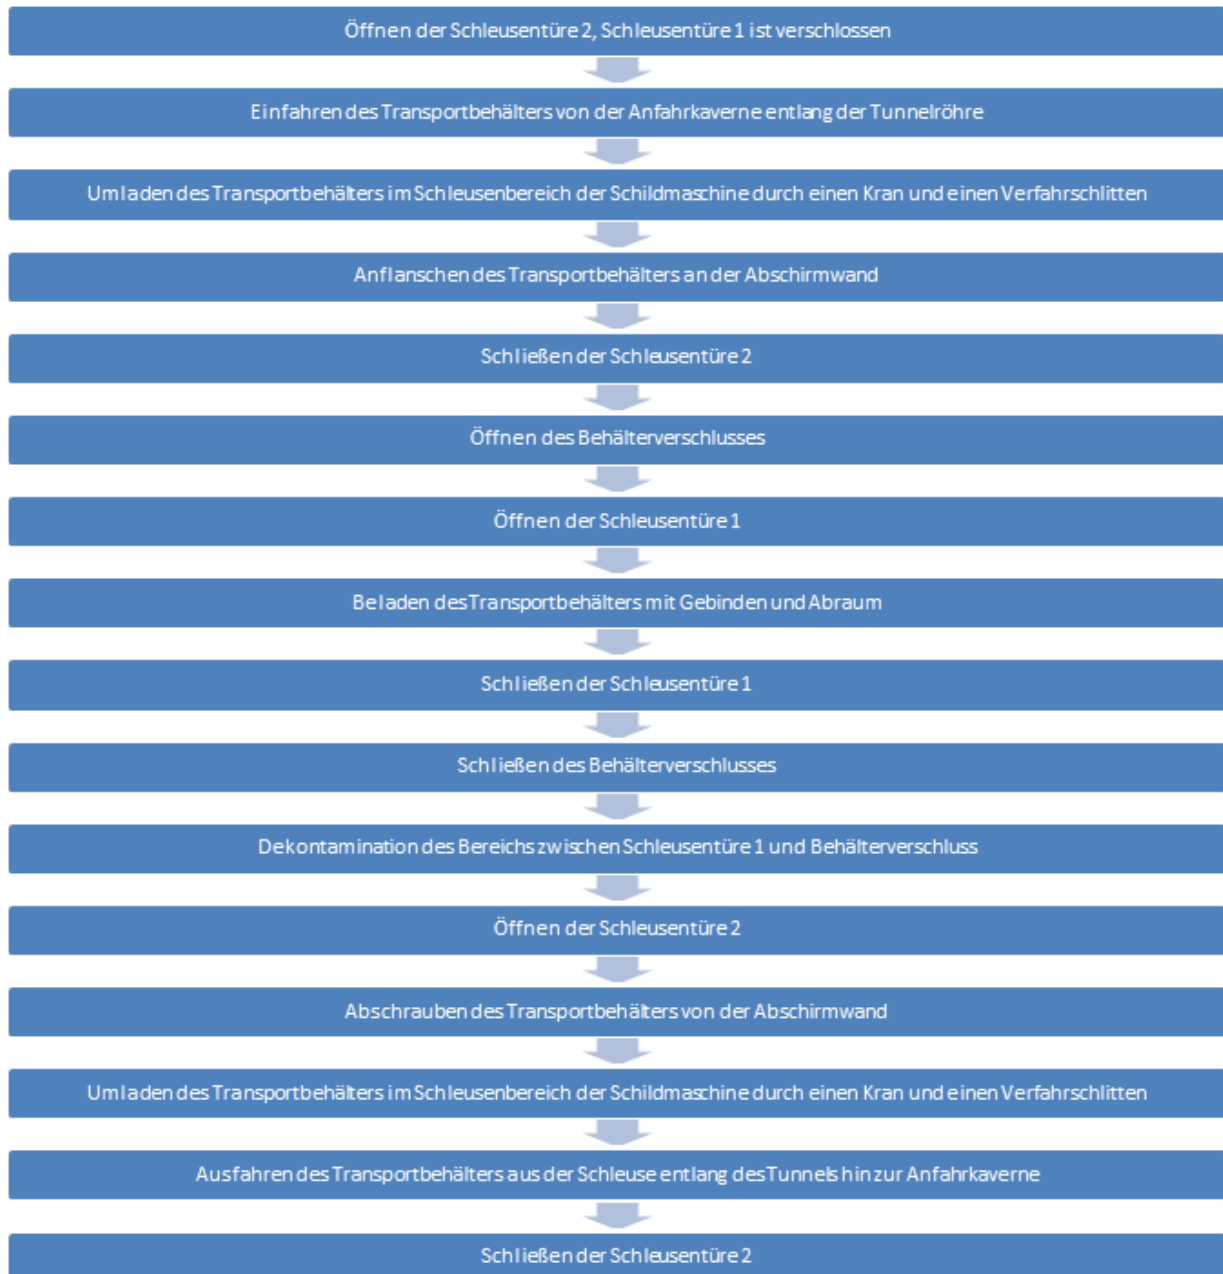 Öffnen der Schleusentüre 2, Schleusentüre 1 ist verschlossen
Einfahren des Transportbehälters von der Anfahrkaverne entlang der Tunnelröhre
Umladen des Transportbehälters im Schleusenbereich der Schildmaschine durch einen Kran und einen Verfahrschlitten
Anflanschen des Transportbehälters an der Abschirmwand
Schließen der Schleusentüre 2
Öffnen des Behälterverschlusses
Öffnen der Schleusentüre 1
Beladen des Transportbehälters mit Gebinden und Abraum
Schließen der Schleusentüre 1
Schließen des Behälterverschlusses
Dekontamination des Bereichs zwischen Schleusentüre 1 und Behälterverschluss
Öffnen der Schleusentüre 2
Abschrauben des Transportbehälters von der Abschirmwand
Umladen des Transportbehälters im Schleusenbereich der Schildmaschine durch einen Kran und einen Verfahrschlitten
Ausfahren des Transportbehälters aus der Schleuse entlang des Tunnels hin zur Anfahrkaverne
Schließen der Schleusentüre 2